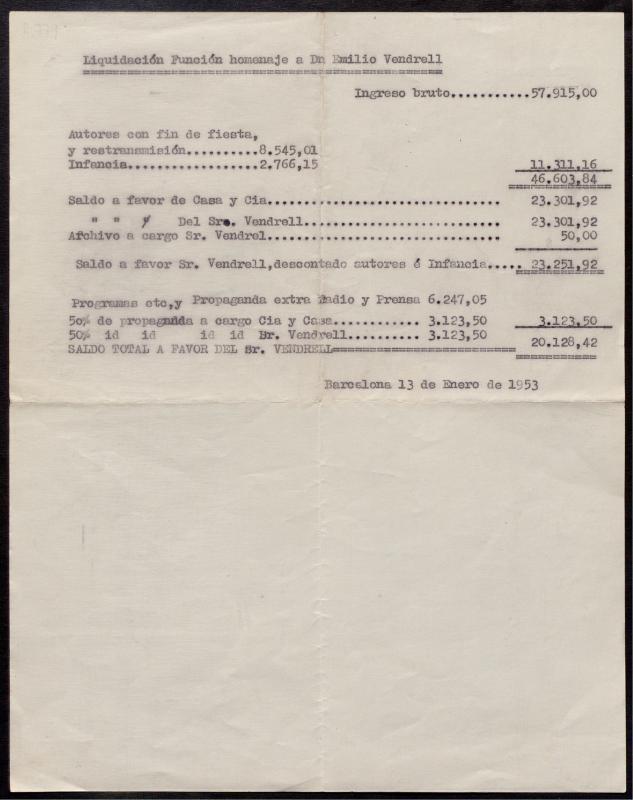 Liquidación Función homenaje a Dn Emilio Vendrell
Ingreso bruto...........57.915,00
Autores con fin de fiesta,
y restransmisión..........8.545,01
Infancia..................2.766,15 11.311,16
46.603,84
Saldo a favor de Casa y Cia................................ 23.301,92
" " y Del Sr. Vendrell........................... 23.301,92
Archivo a cargo Sr. Vendrel................................ 50,00
Saldo a favor Sr. Vendrell,descontado autores é Infancia..... 23.251,92
Programas etc,y Propaganda extra Radio y Prensa 6.247,05
50% de propaganda a cargo Cia y Casa............ 3.123,50 3.123,50
50% id id id id Sr. Vendrell.......... 3.123,50
20.128,42
SALDO TOTAL A FAVOR DEL Sr. VENDRELL=========================
Barcelona 13 de Enero de 1953